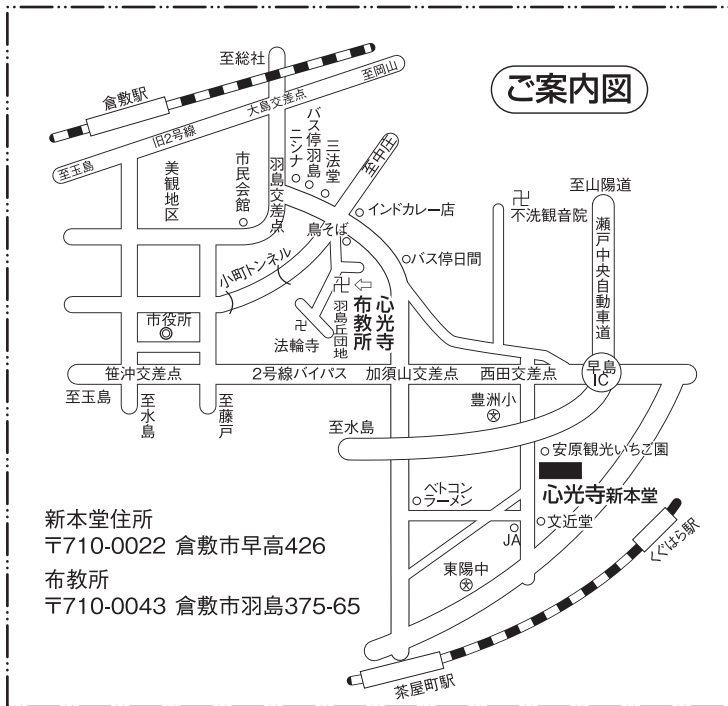 ご案内図
至総社
至岡山
倉敷駅
大島交差点
旧2号線
至玉島
美観地区
市民会館
羽島交差点
ニシナ
バス停羽島
三法堂
至中庄
インドカレー店
鳥そば
バス停日間
卍
不洗観音院
至山陽道
瀬戸中央自動車道
小町トンネル
卍
心光寺
布教所
羽島丘団地
卍
法輪寺
市役所
笹沖交差点
2号線バイパス
加須山交差点
西田交差点
早島
IC
至玉島
至水島
至藤戸
至水島
豊洲小
文
安原観光いちご園
心光寺新本堂
ベトコン
ラーメン
文近堂
JA
東陽中
文
くぐはら駅
茶屋町駅
新本堂住所
〒710-0022 倉敷市早高426
布教所
〒710-0043 倉敷市羽島375-65